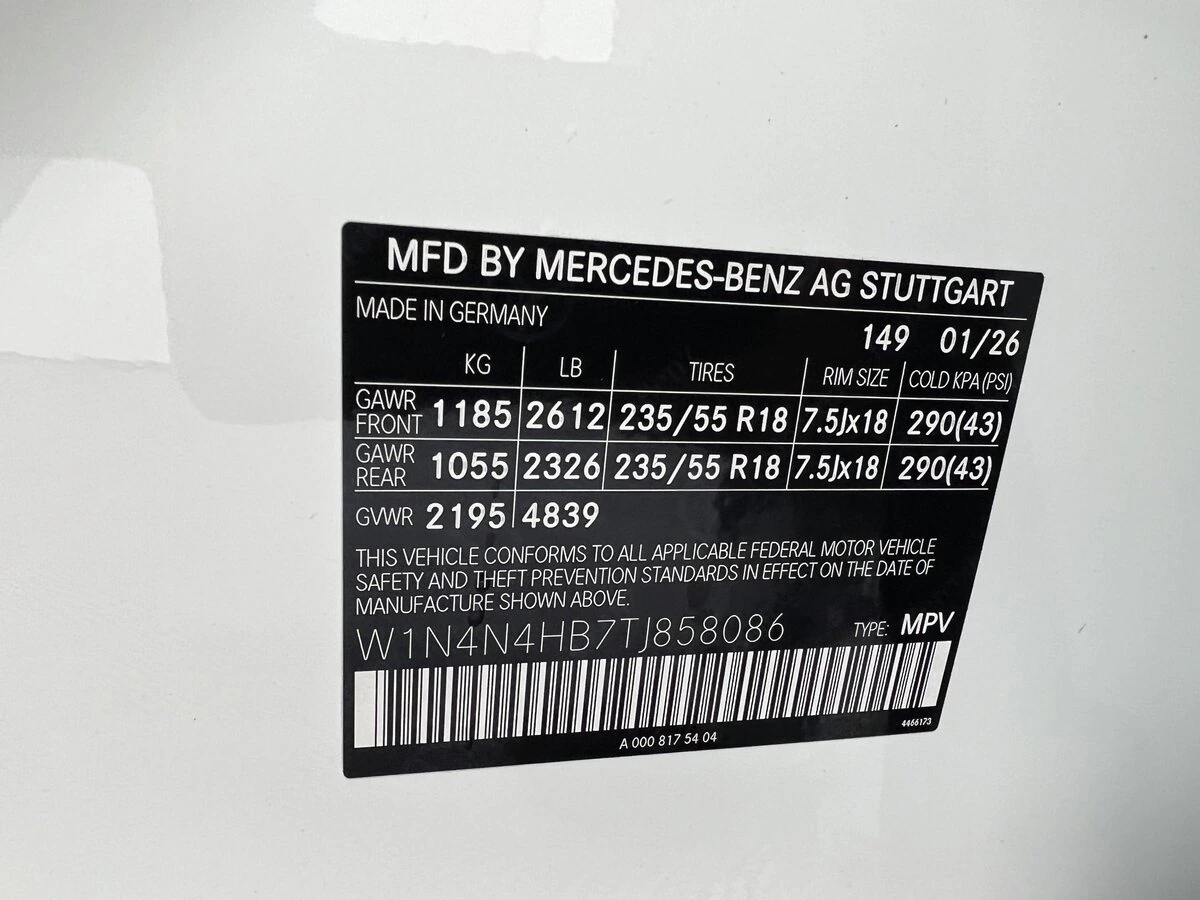 MFD BY MERCEDES-BENZ AG STUTTGART
MADE IN GERMANY
149 01/26
KG LB TIRES RIM SIZE COLD KPA (PSI)
GAWR FRONT 1185 2612 235/55 R18 7.5Jx18 290(43)
GAWR REAR 1055 2326 235/55 R18 7.5Jx18 290(43)
GVWR 2195 4839
THIS VEHICLE CONFORMS TO ALL APPLICABLE FEDERAL MOTOR VEHICLE
SAFETY AND THEFT PREVENTION STANDARDS IN EFFECT ON THE DATE OF
MANUFACTURE SHOWN ABOVE.
W1N4N4HB7TJ858086 TYPE: MPV
4466173
A 000 817 54 04